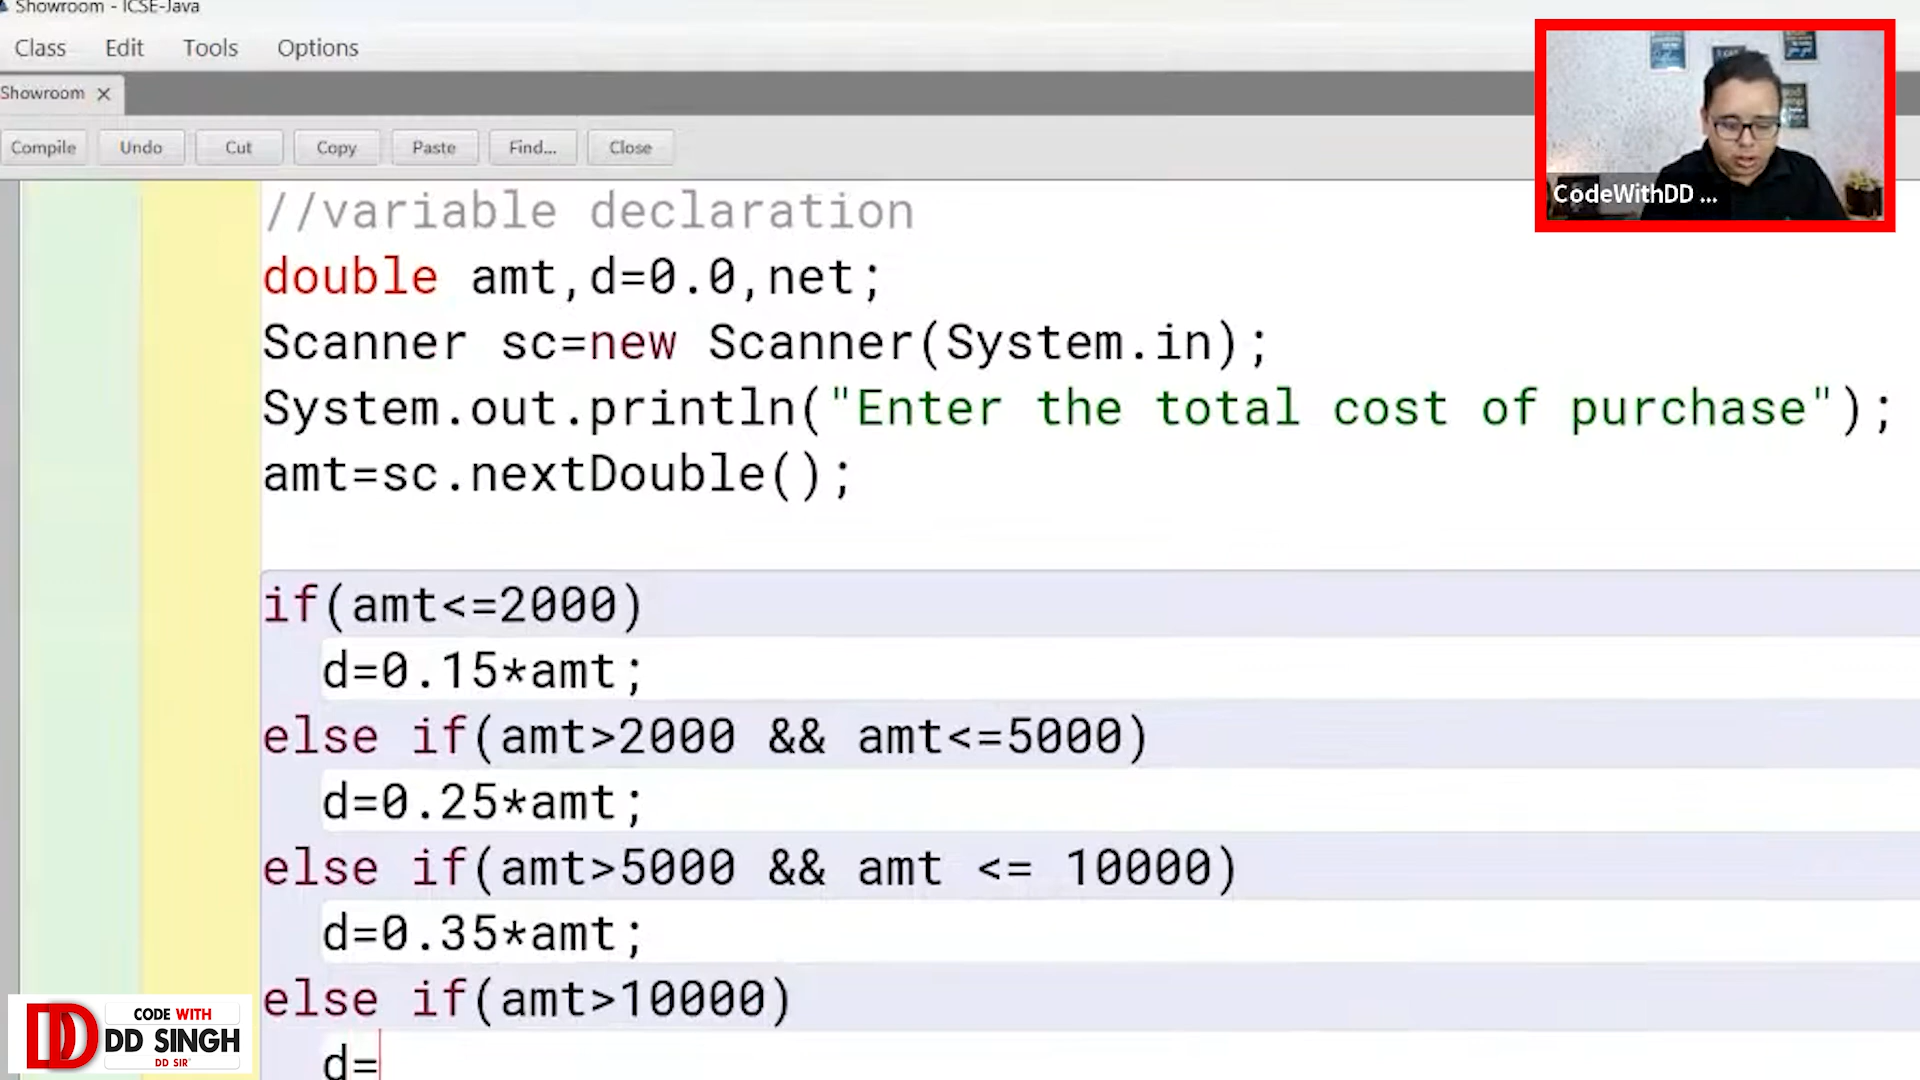 Showroom - ICSE-Java
Class Edit Tools Options
Showroom ×
Compile Undo Cut Copy Paste Find... Close
CodeWithDD ...
//variable declaration
double amt,d=0.0,net;
Scanner sc=new Scanner(System.in);
System.out.println("Enter the total cost of purchase");
amt=sc.nextDouble();
if(amt<=2000)
d=0.15*amt;
else if(amt>2000 && amt<=5000)
d=0.25*amt;
else if(amt>5000 && amt <= 10000)
d=0.35*amt;
else if(amt>10000)
d=
DD
CODE WITH
DD SINGH
DD SIR